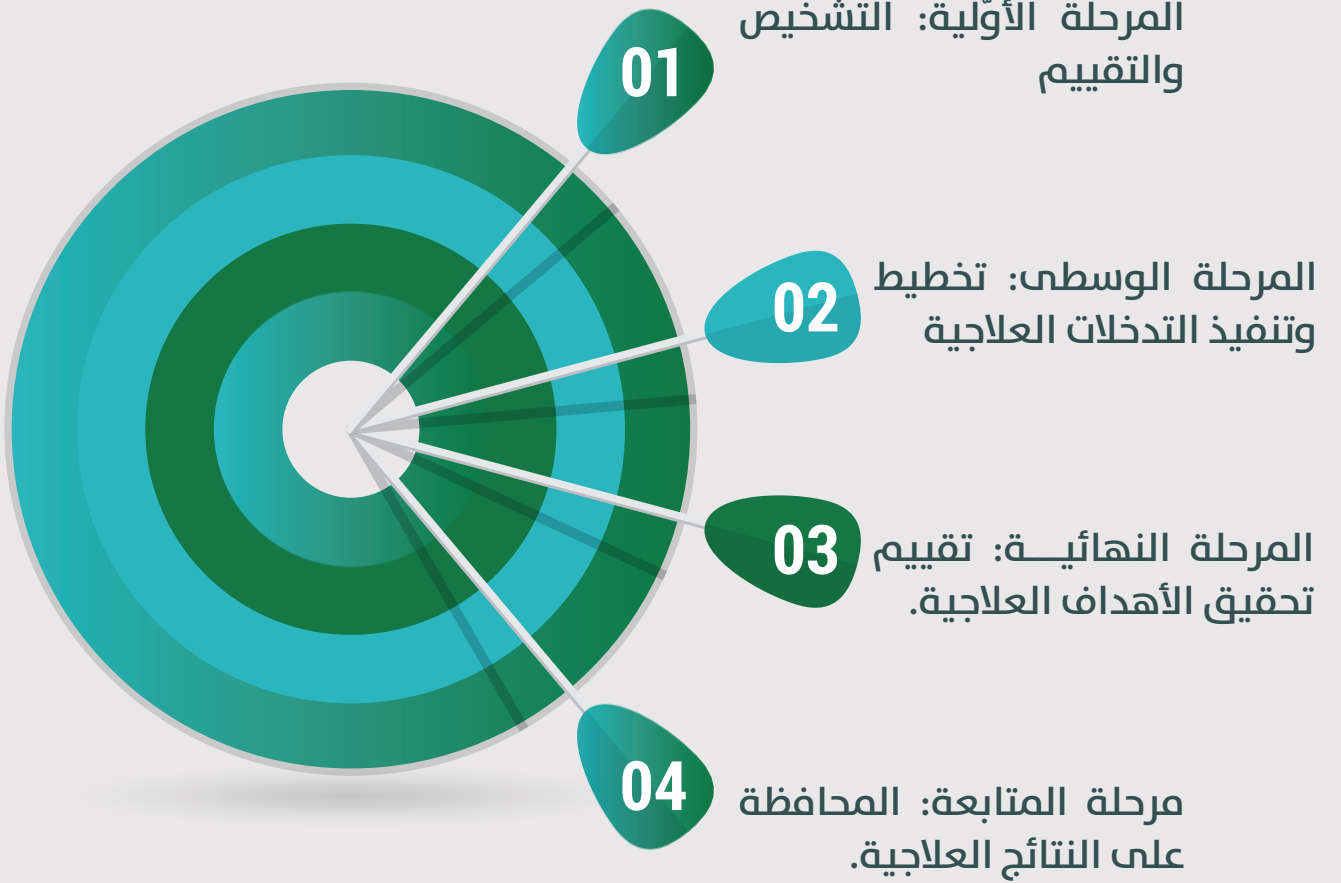 01
المرحلة الأوّلية: التشخيص
والتقييم
02
المرحلة الوسطى: تخطيط
وتنفيذ التدخلات العلاجية
03
المرحلة النهائيـــة: تقييم
تحقيق الأهداف العلاجية.
04
مرحلة المتابعة: المحافظة
على النتائج العلاجية.